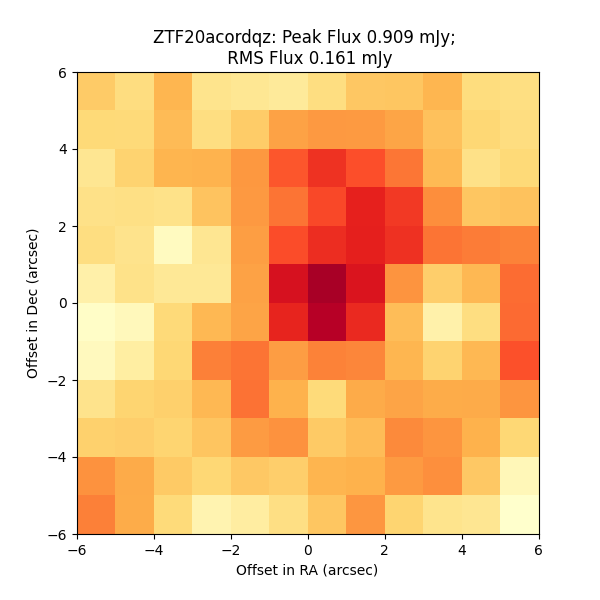 ZTF20acordqz: Peak Flux 0.909 mJy;
RMS Flux 0.161 mJy
6
4
2
0
−2
−4
−6
Offset in Dec (arcsec)
−6 −4 −2 0 2 4 6
Offset in RA (arcsec)